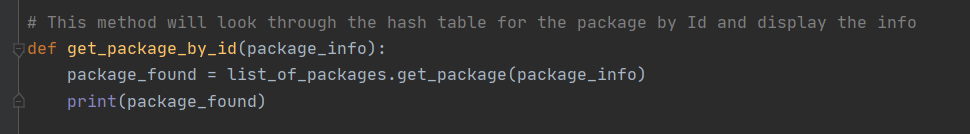 # This method will look through the hash table for the package by Id and display the info
def get_package_by_id(package_info):
    package_found = list_of_packages.get_package(package_info)
    print(package_found)